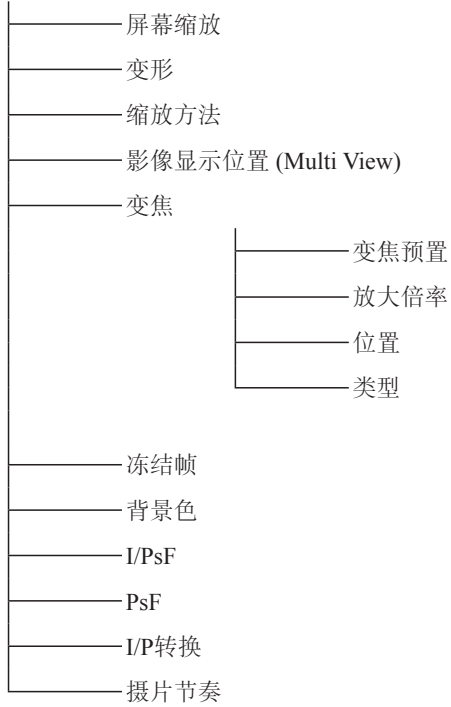 屏幕缩放
变形
缩放方法
影像显示位置 (Multi View)
变焦
变焦预置
放大倍率
位置
类型
冻结帧
背景色
I/PsF
PsF
I/P转换
摄片节奏